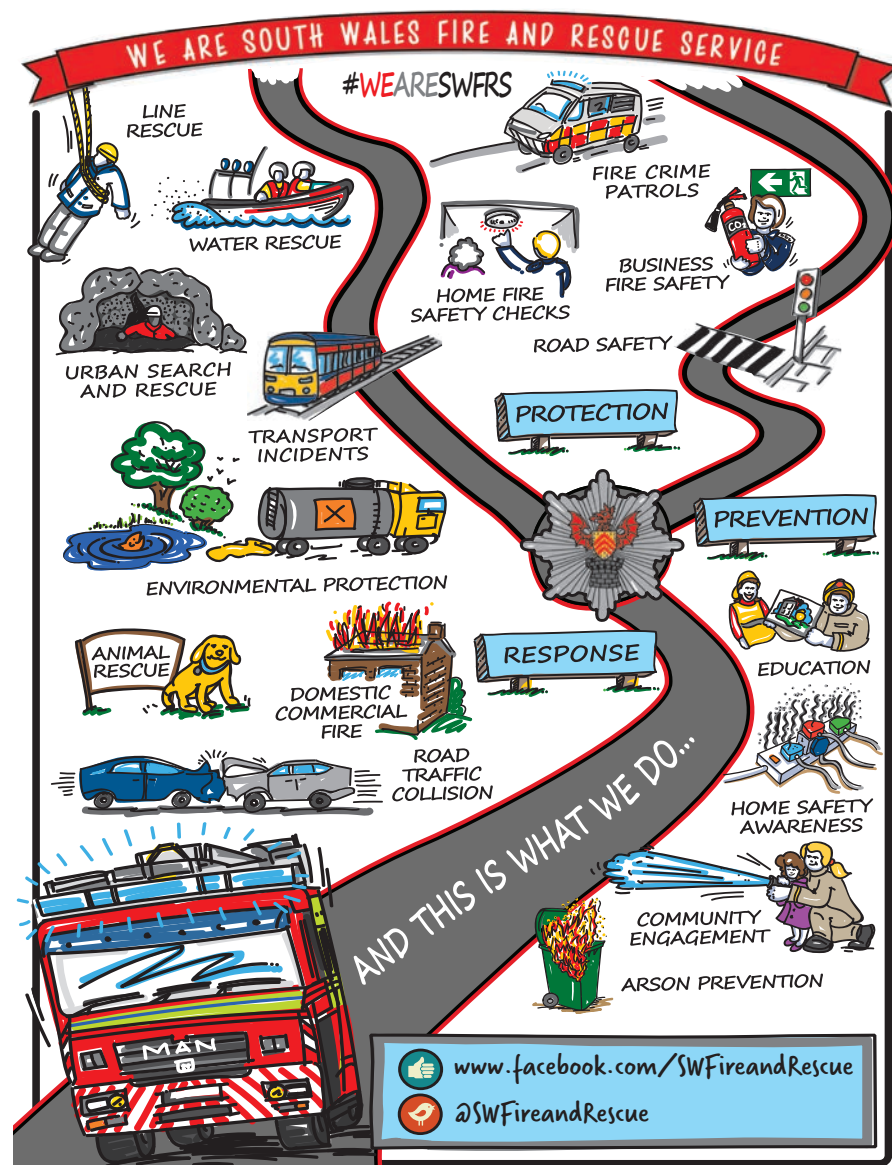 WE ARE SOUTH WALES FIRE AND RESCUE SERVICE
#WEARESWFRS
LINE
RESCUE
WATER RESCUE
URBAN SEARCH
AND RESCUE
TRANSPORT
INCIDENTS
ENVIRONMENTAL PROTECTION
ANIMAL
RESCUE
DOMESTIC
COMMERCIAL
FIRE
ROAD
TRAFFIC
COLLISION
RESPONSE
FIRE CRIME
PATROLS
HOME FIRE
SAFETY CHECKS
CO2
BUSINESS
FIRE SAFETY
ROAD SAFETY
PROTECTION
PREVENTION
EDUCATION
HOME SAFETY
AWARENESS
COMMUNITY
ENGAGEMENT
ARSON PREVENTION
AND THIS IS WHAT WE DO...
MAN
www.facebook.com/SWFireandRescue
@SWFireandRescue